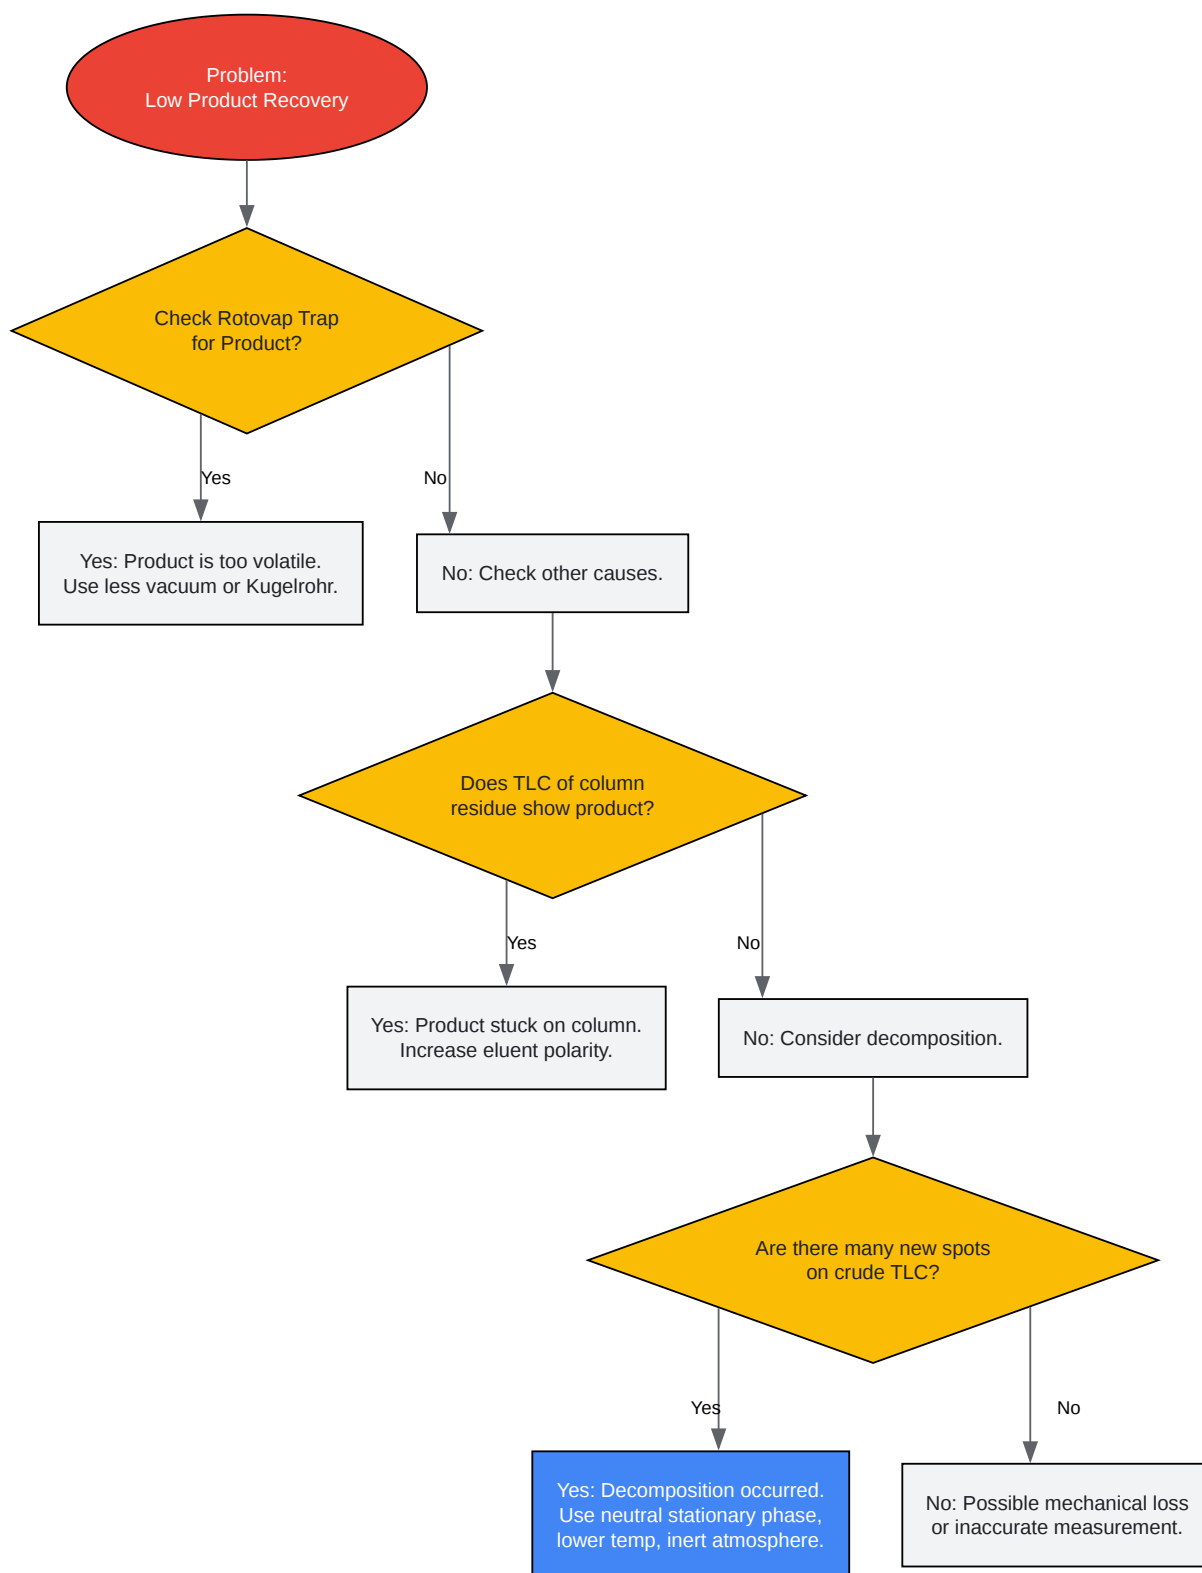 Problem:
Low Product Recovery
Check Rotovap Trap
for Product?
Yes
No
Yes: Product is too volatile.
Use less vacuum or Kugelrohr.
No: Check other causes.
Does TLC of column
residue show product?
Yes
No
Yes: Product stuck on column.
Increase eluent polarity.
No: Consider decomposition.
Are there many new spots
on crude TLC?
Yes
No
Yes: Decomposition occurred.
Use neutral stationary phase,
lower temp, inert atmosphere.
No: Possible mechanical loss
or inaccurate measurement.